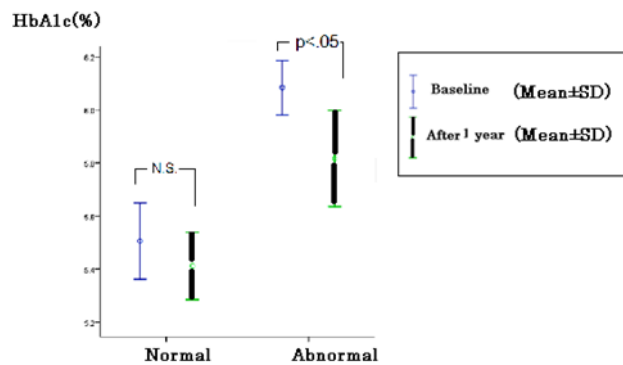 HbA1c(%)
6.2
6.0
5.8
5.6
5.4
5.2
p<.05
N.S.
Normal
Abnormal
Baseline (Mean±SD)
After 1 year (Mean±SD)